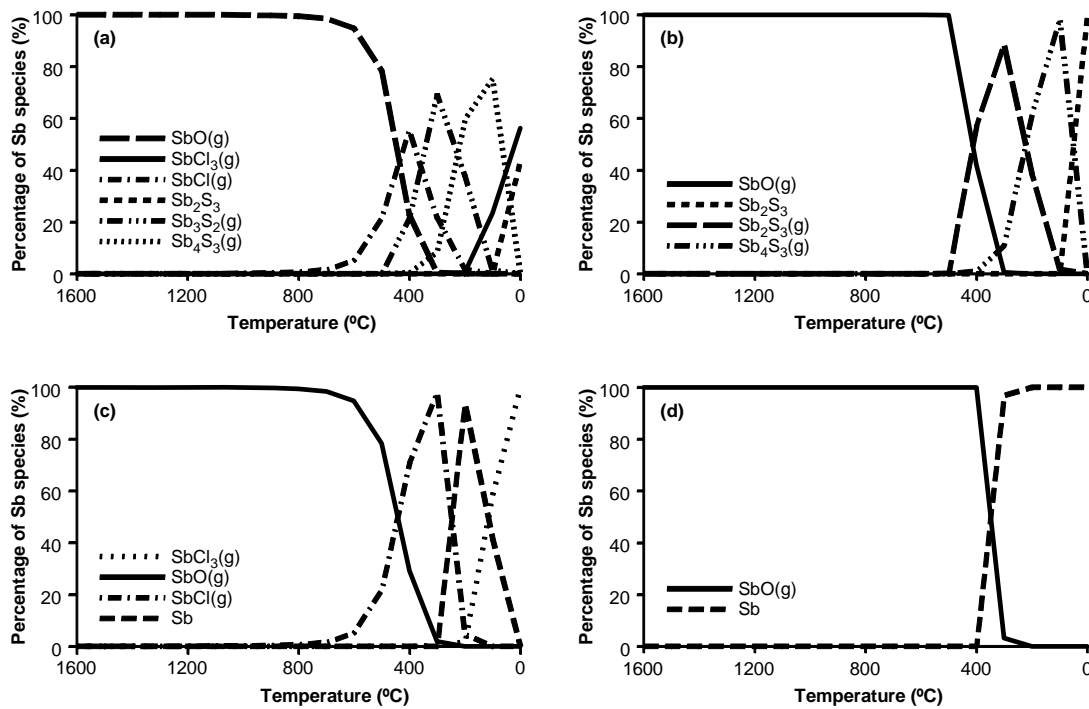 Percentage of Sb species (%)
100
80
60
40
20
0
(a)
SbO(g)
SbCl₃(g)
SbCl(g)
Sb₂S₃
Sb₃S₂(g)
Sb₄S₃(g)
1600 1200 800 400 0
Temperature (ºC)
Percentage of Sb species (%)
100
80
60
40
20
0
(b)
SbO(g)
Sb₂S₃
Sb₂S₃(g)
Sb₄S₃(g)
1600 1200 800 400 0
Temperature (ºC)
Percentage of Sb species (%)
100
80
60
40
20
0
(c)
SbCl₃(g)
SbO(g)
SbCl(g)
Sb
1600 1200 800 400 0
Temperature (ºC)
Percentage of Sb species (%)
100
80
60
40
20
0
(d)
SbO(g)
Sb
1600 1200 800 400 0
Temperature (ºC)